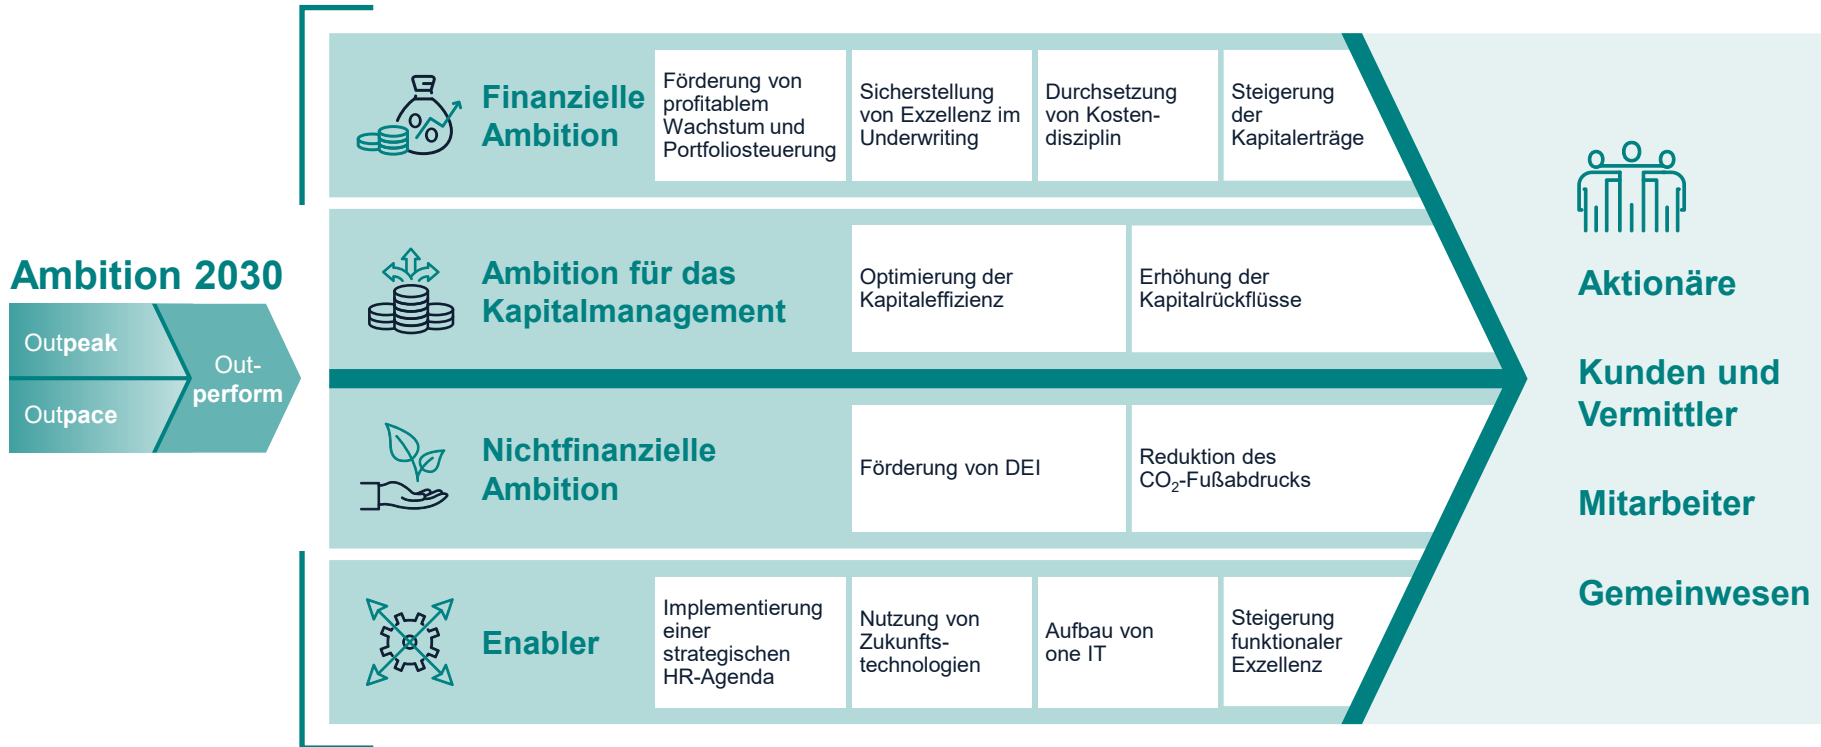 Ambition 2030
Outpeak
Outpace
Out-
perform
Finanzielle
Ambition
Förderung von
profitablem
Wachstum und
Portfoliosteuerung
Sicherstellung
von Exzellenz im
Underwriting
Durchsetzung
von Kosten-
disziplin
Steigerung
der
Kapitalerträge
Ambition für das
Kapitalmanagement
Optimierung der
Kapitaleffizienz
Erhöhung der
Kapitalrückflüsse
Nichtfinanzielle
Ambition
Förderung von DEI
Reduktion des
CO₂-Fußabdrucks
Enabler
Implementierung
einer
strategischen
HR-Agenda
Nutzung von
Zukunfts-
technologien
Aufbau von
one IT
Steigerung
funktionaler
Exzellenz
Aktionäre
Kunden und
Vermittler
Mitarbeiter
Gemeinwesen